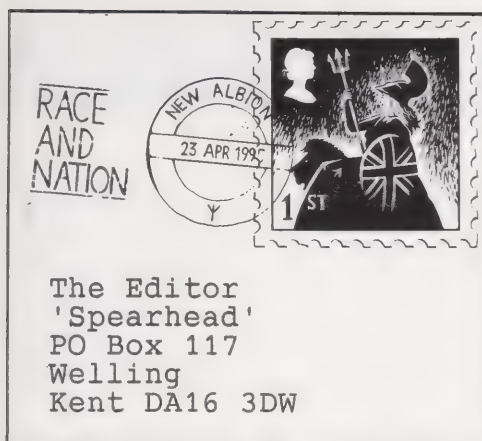 RACE
AND
NATION
NEW ALBION
23 APR 199
1ST
The Editor
'Spearhead'
PO Box 117
Welling
Kent DA16 3DW